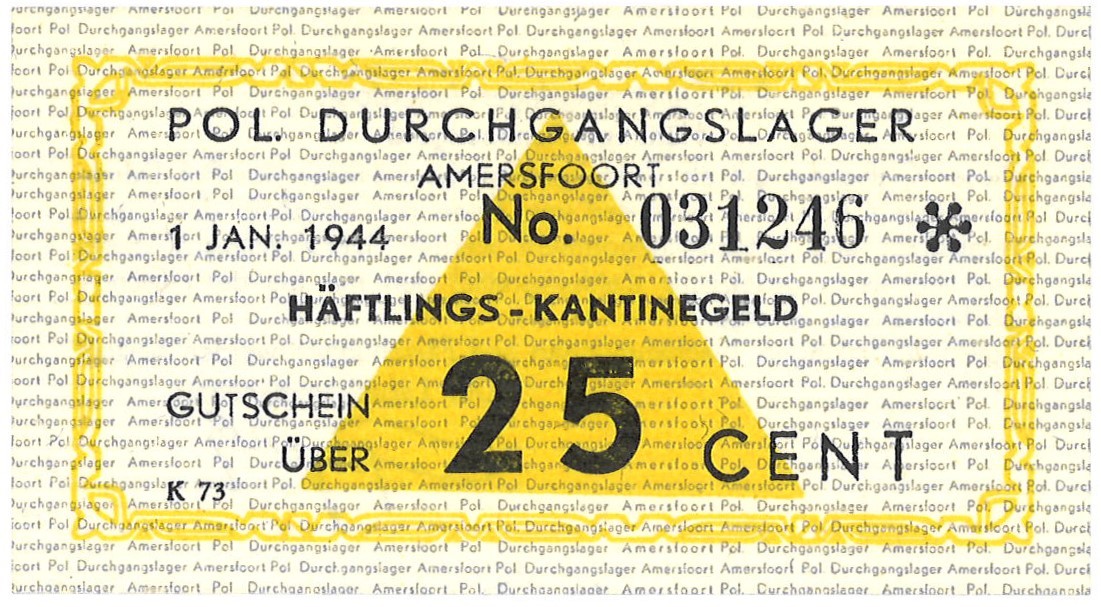 POL. DURCHGANGSLAGER
AMERSFOORT
1 JAN. 1944 No. 031246 *
HÄFTLINGS - KANTINEGELD
GUTSCHEIN
ÜBER 25 CENT
K 73